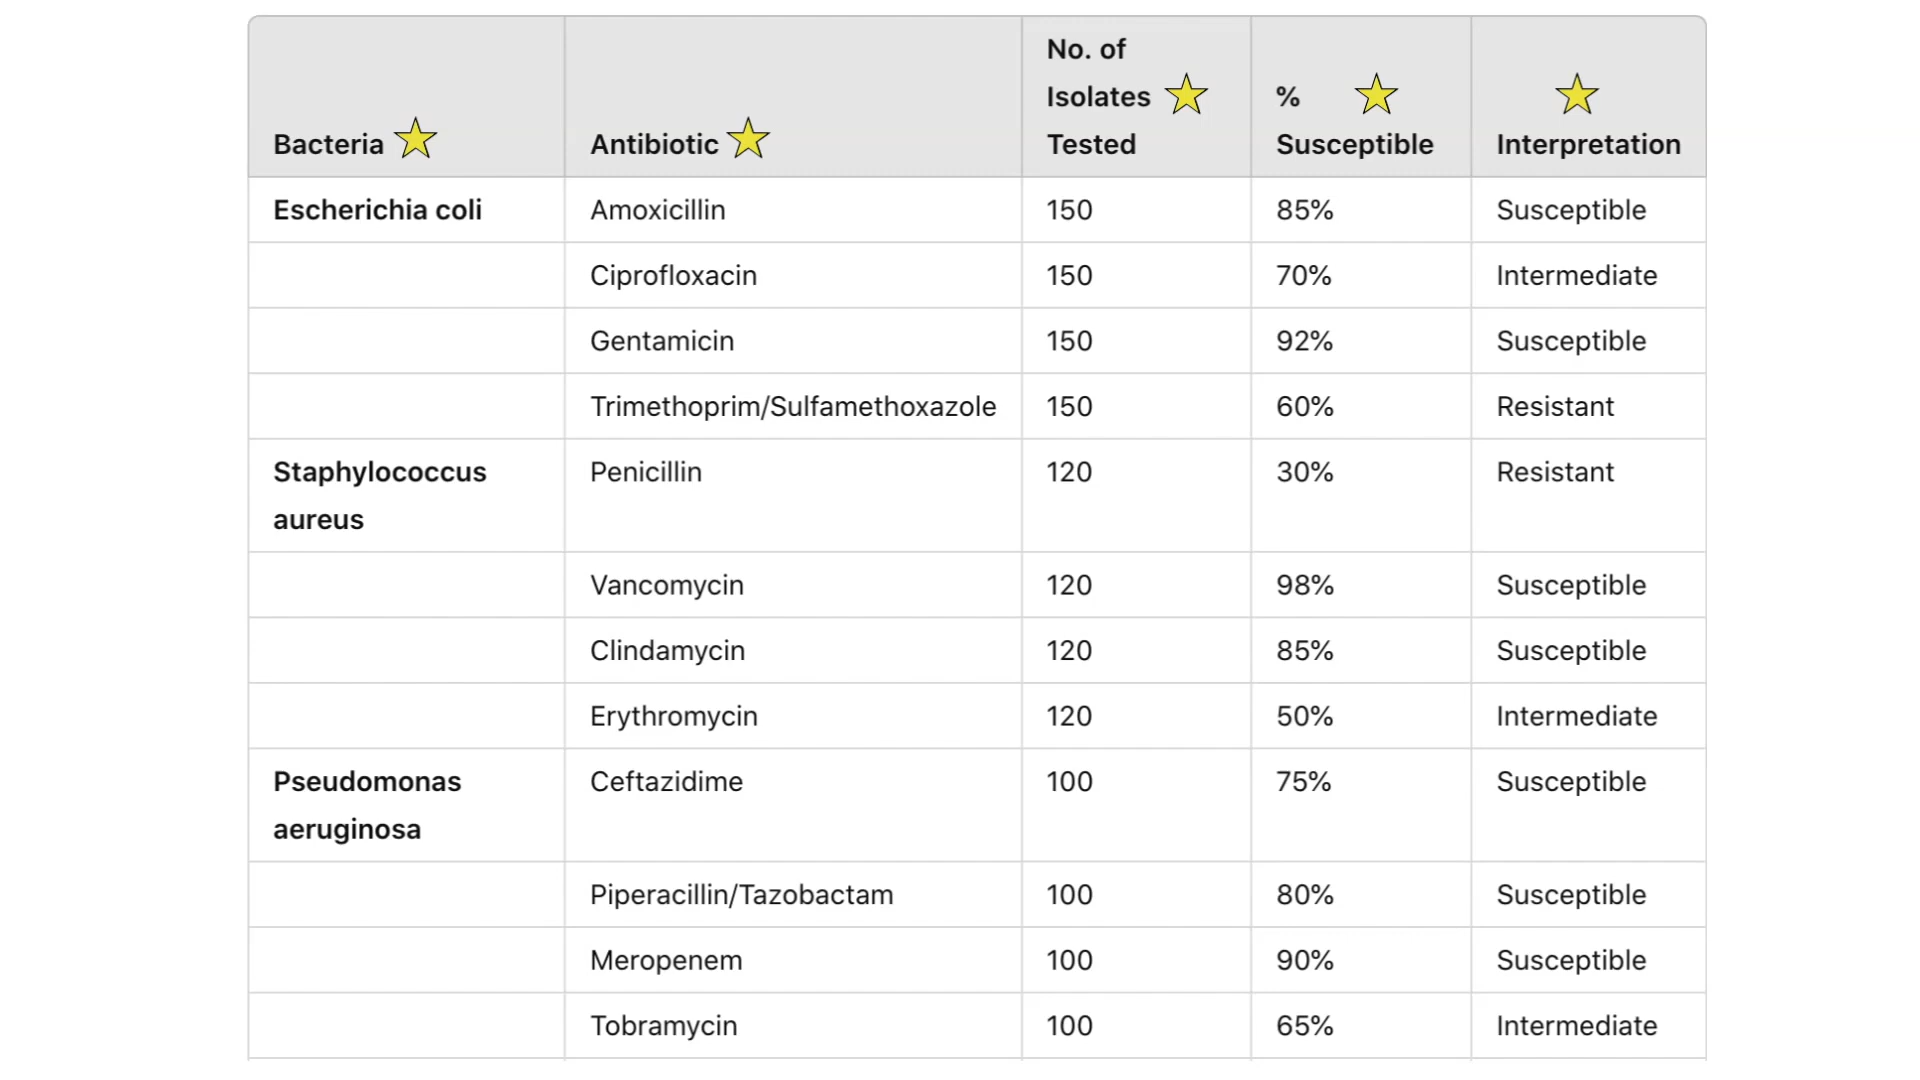 Bacteria Antibiotic No. of Isolates Tested % Susceptible Interpretation
Escherichia coli Amoxicillin 150 85% Susceptible
Ciprofloxacin 150 70% Intermediate
Gentamicin 150 92% Susceptible
Trimethoprim/Sulfamethoxazole 150 60% Resistant
Staphylococcus aureus Penicillin 120 30% Resistant
Vancomycin 120 98% Susceptible
Clindamycin 120 85% Susceptible
Erythromycin 120 50% Intermediate
Pseudomonas aeruginosa Ceftazidime 100 75% Susceptible
Piperacillin/Tazobactam 100 80% Susceptible
Meropenem 100 90% Susceptible
Tobramycin 100 65% Intermediate